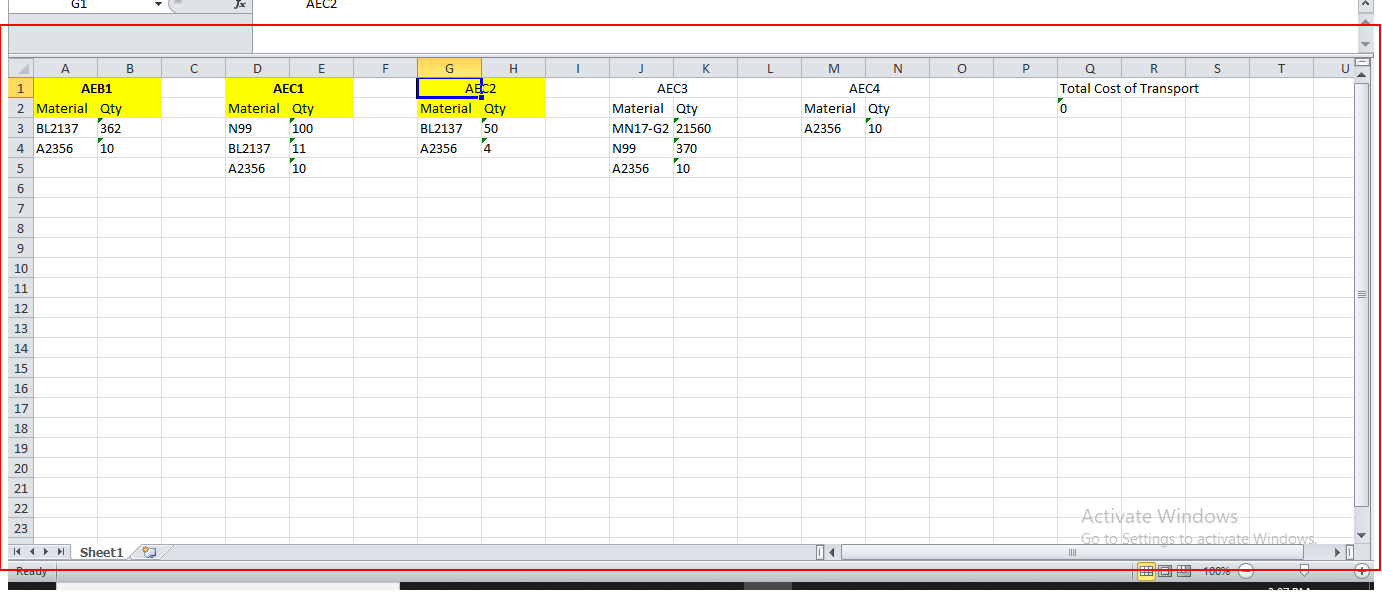 G1 fx AEC2
A B C D E F G H I J K L M N O P Q R S T U
1 AEB1 AEC1 AEC2 AEC3 AEC4 Total Cost of Transport
2 Material Qty Material Qty Material Qty Material Qty Material Qty 0
3 BL2137 362 N99 100 BL2137 50 MN17-G2 21560 A2356 10
4 A2356 10 BL2137 11 A2356 4 N99 370
5 A2356 10 A2356 10
6
7
8
9
10
11
12
13
14
15
16
17
18
19
20
21
22
23
Activate Windows
Go to Settings to activate Windows.
Sheet1
Ready 100%